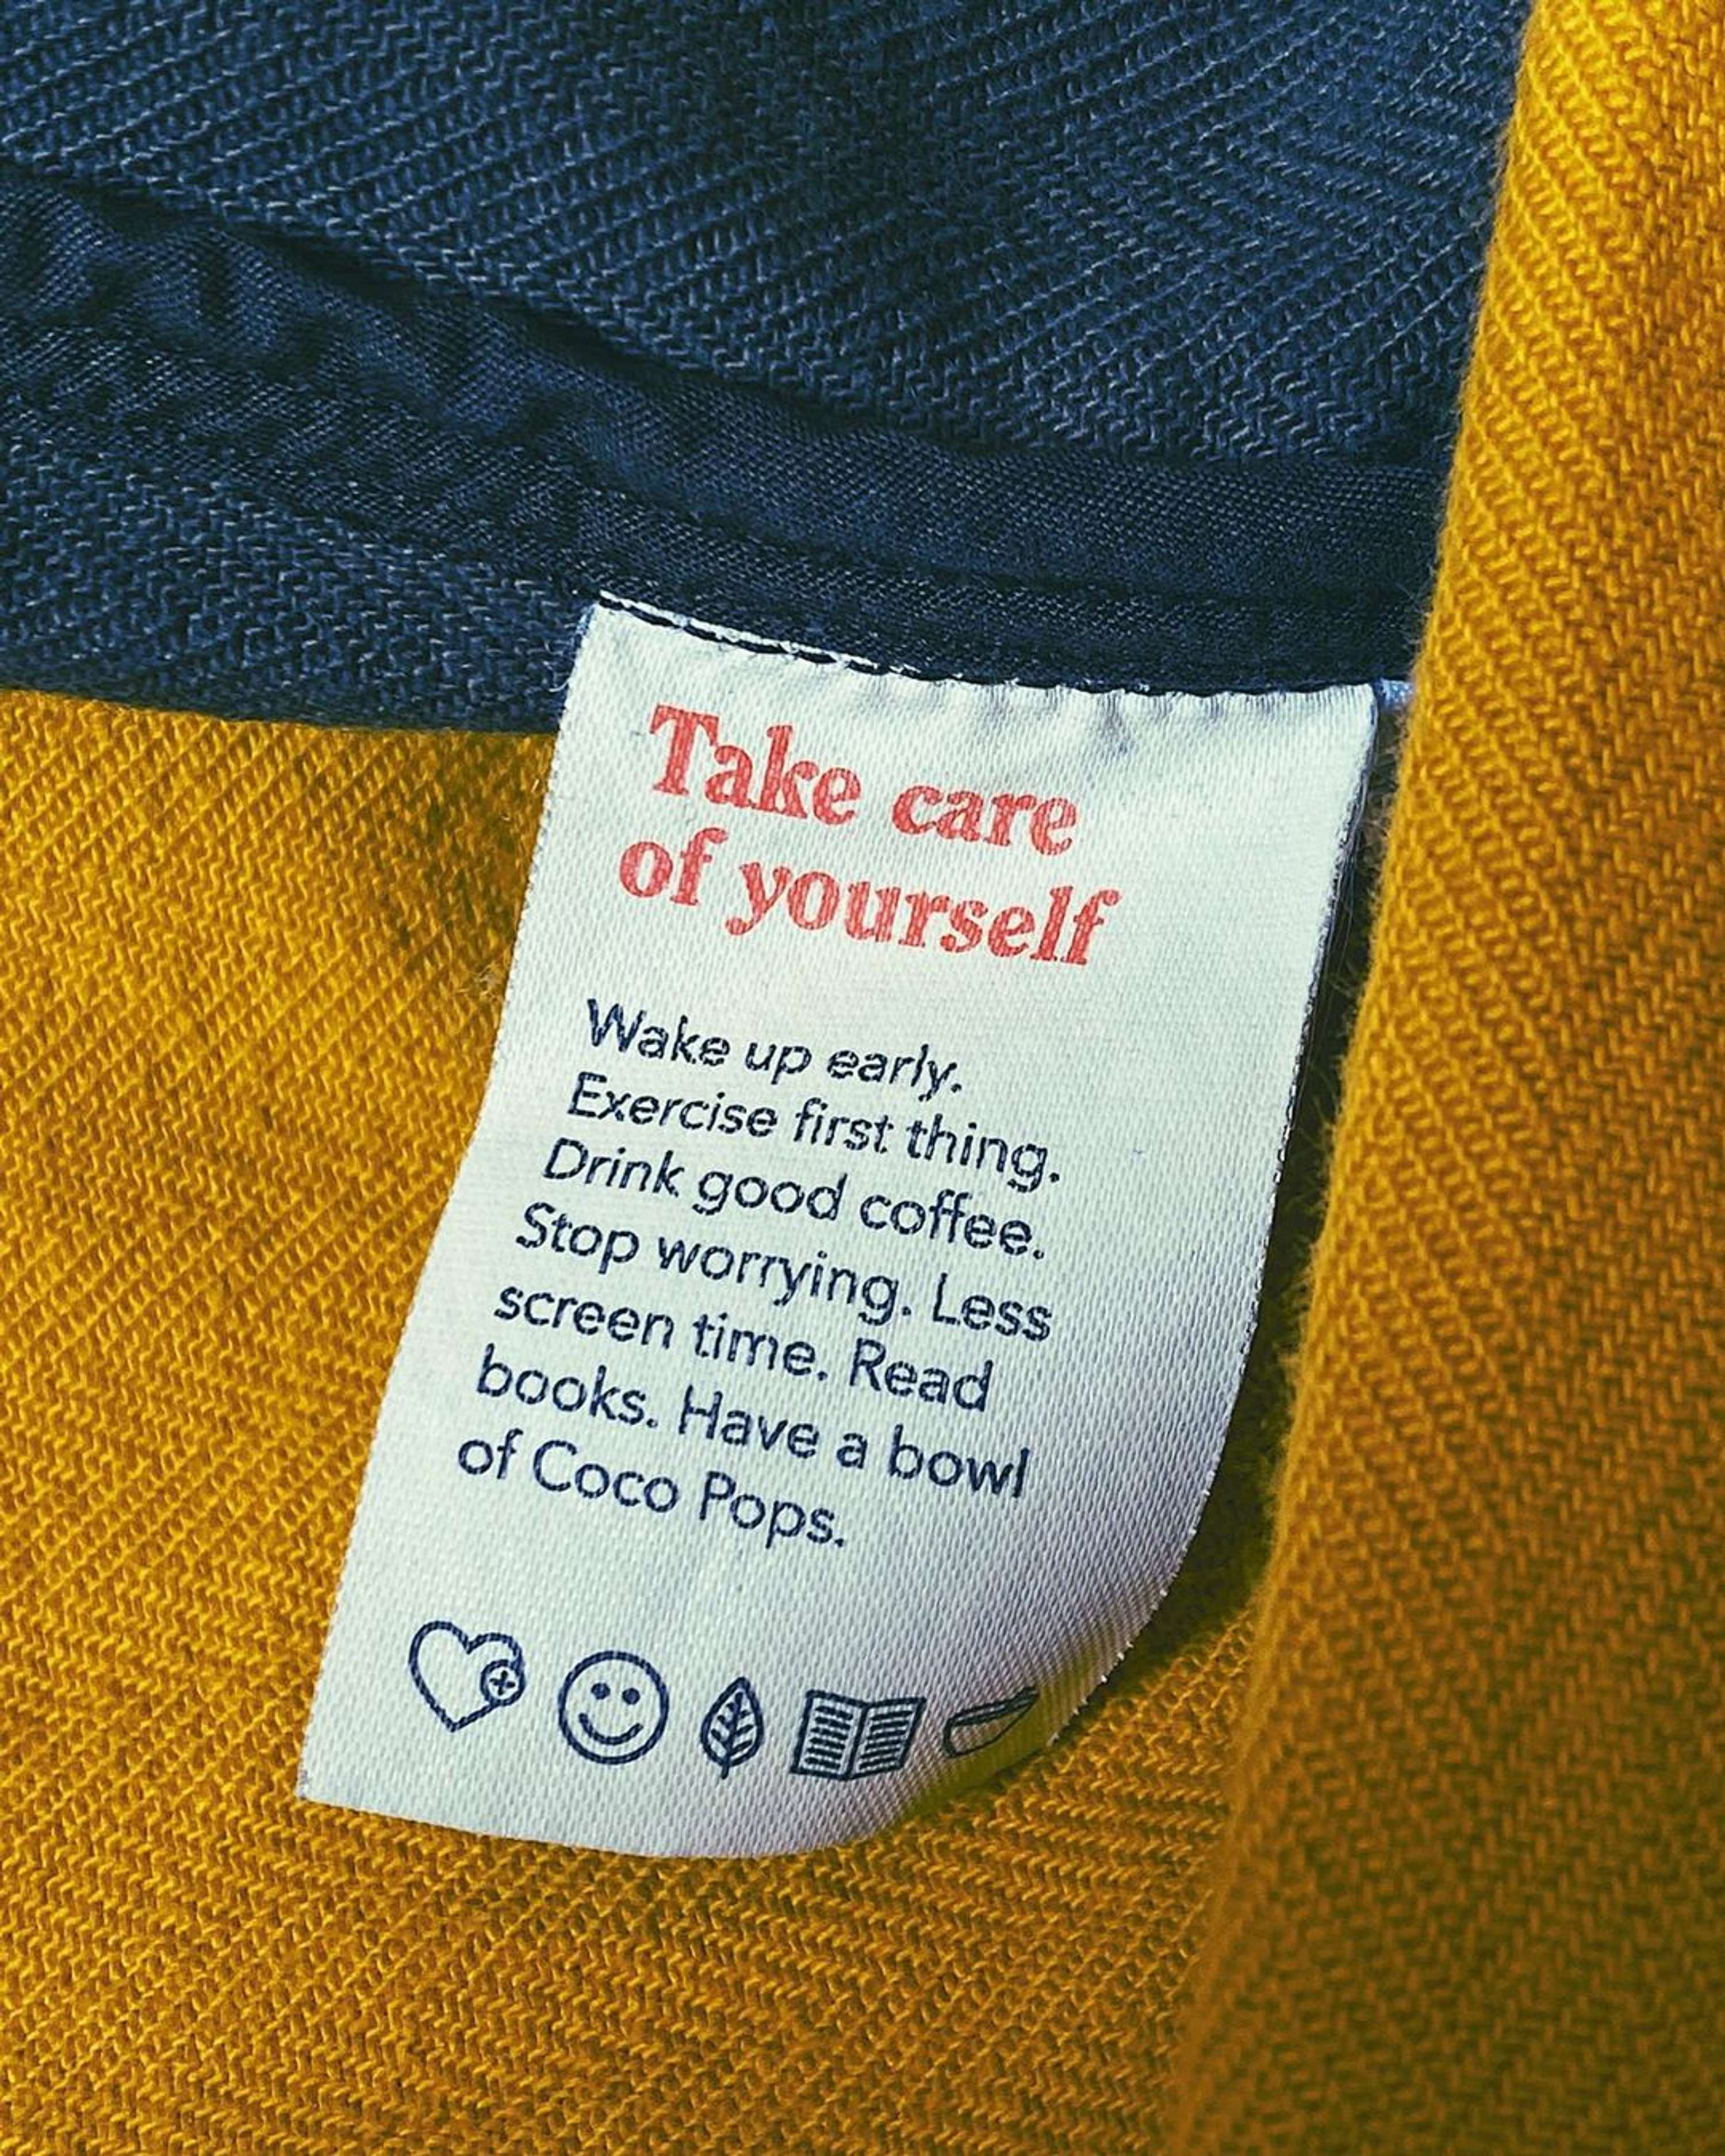 Take care
of yourself
Wake up early.
Exercise first thing.
Drink good coffee.
Stop worrying. Less
screen time. Read
books. Have a bowl
of Coco Pops.